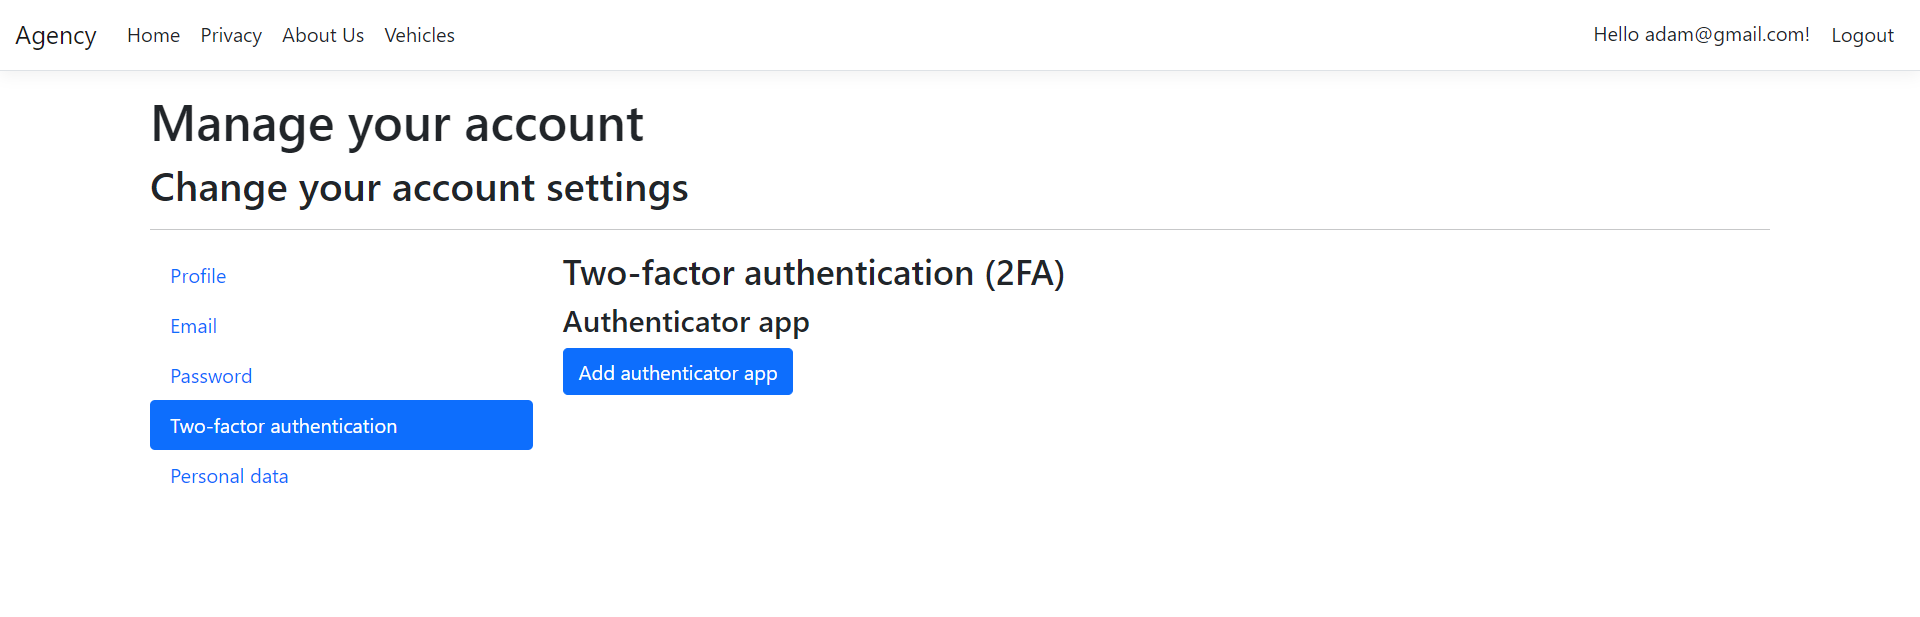 Agency Home Privacy About Us Vehicles Hello adam@gmail.com! Logout
Manage your account
Change your account settings
Profile
Email
Password
Two-factor authentication
Personal data
Two-factor authentication (2FA)
Authenticator app
Add authenticator app